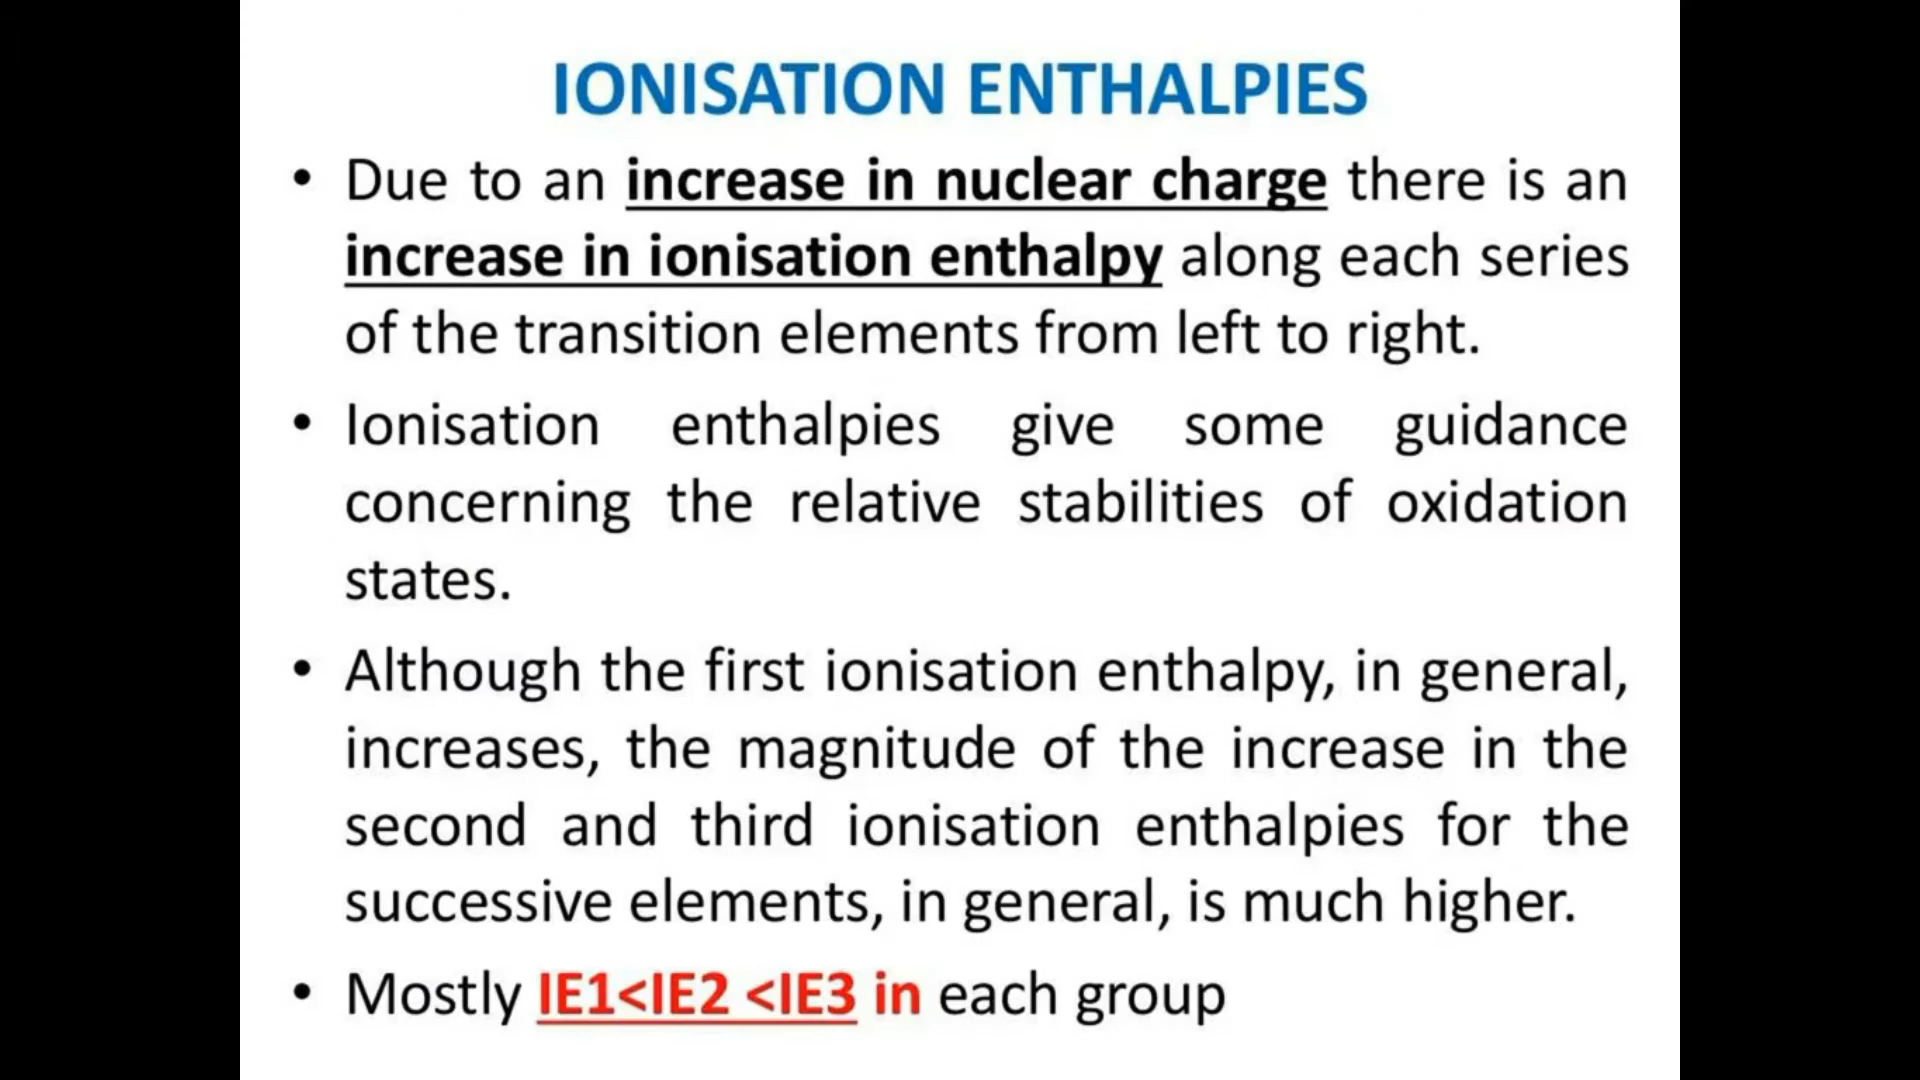 IONISATION ENTHALPIES
• Due to an increase in nuclear charge there is an
increase in ionisation enthalpy along each series
of the transition elements from left to right.
• Ionisation enthalpies give some guidance
concerning the relative stabilities of oxidation
states.
• Although the first ionisation enthalpy, in general,
increases, the magnitude of the increase in the
second and third ionisation enthalpies for the
successive elements, in general, is much higher.
• Mostly IE1<IE2 <IE3 in each group